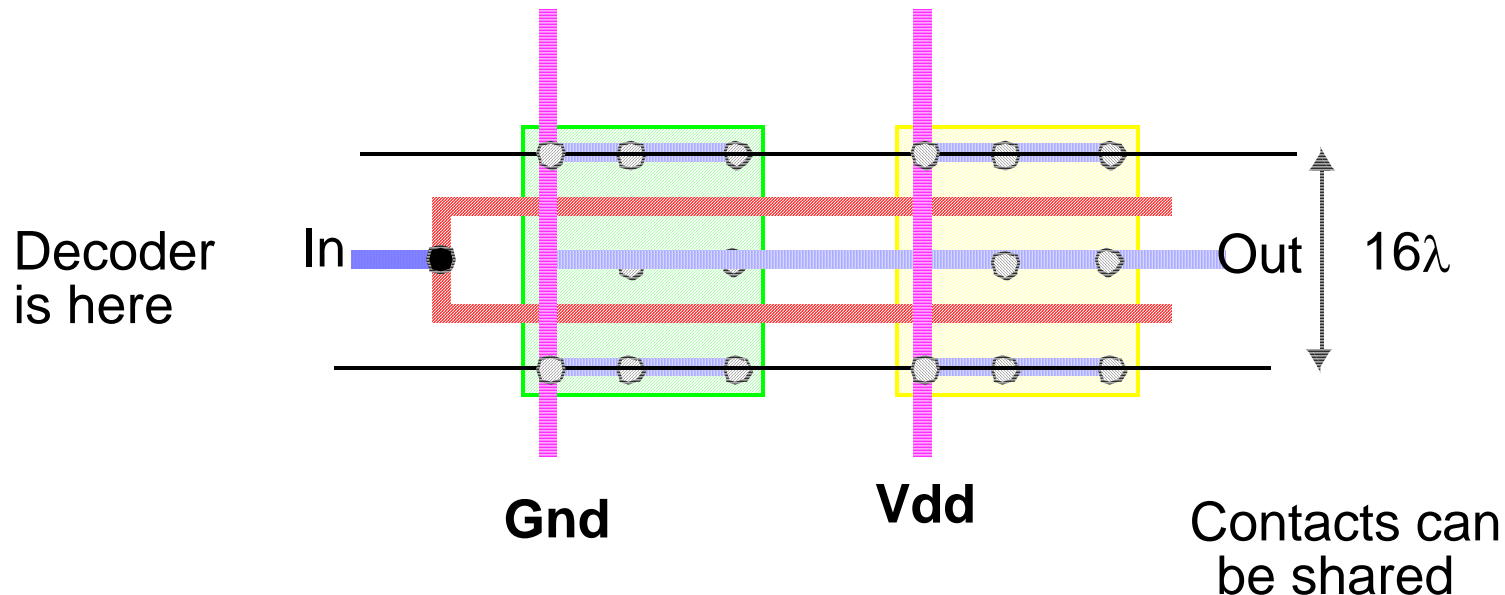 Decoder
is here
In
Out
16λ
Gnd
Vdd
Contacts can
be shared